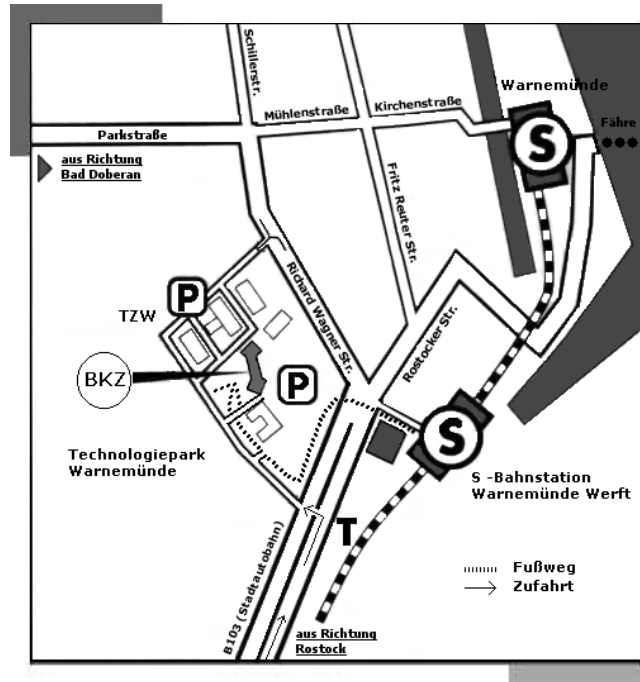 Schillerstr.
Warnemünde
Mühlenstraße
Kirchenstraße
Parkstraße
Fähre
S
aus Richtung
Bad Doberan
Fritz Reuter Str.
Richard Wagner Str.
P
TZW
Rostocker Str.
BKZ
P
S
Technologiepark
Warnemünde
S -Bahnstation
Warnemünde Werft
T
B103 (Stadtautobahn)
Fußweg
Zufahrt
aus Richtung
Rostock